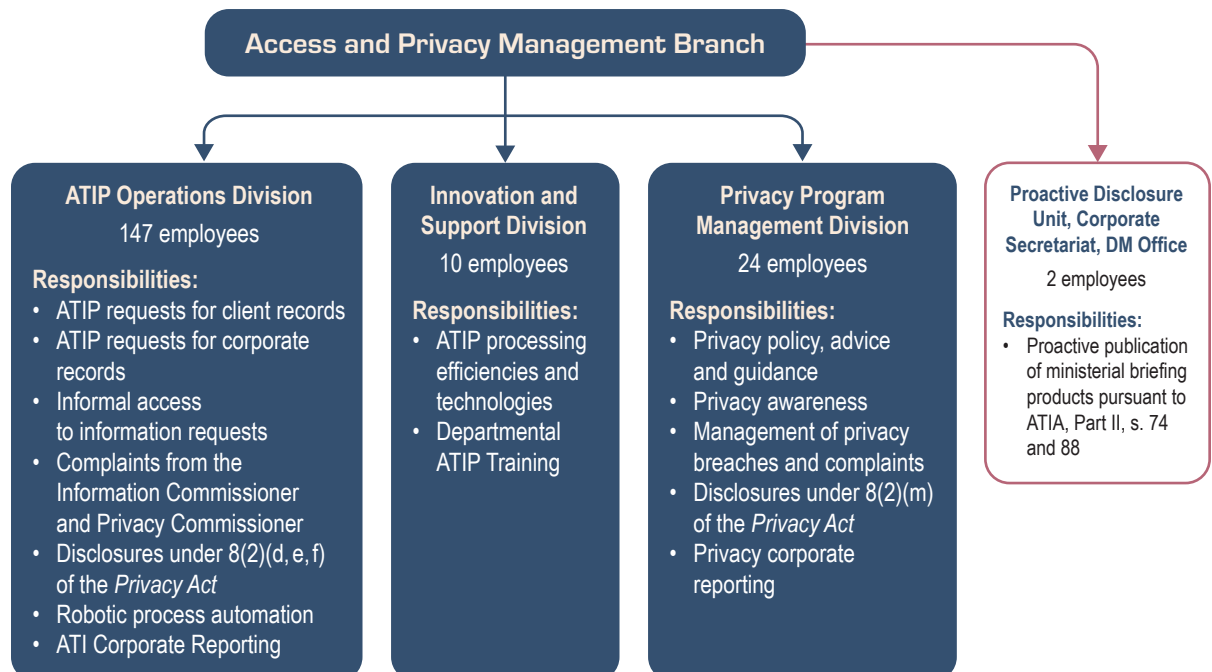 Access and Privacy Management Branch
ATIP Operations Division
147 employees
Responsibilities:
• ATIP requests for client records
• ATIP requests for corporate
records
• Informal access
to information requests
• Complaints from the
Information Commissioner
and Privacy Commissioner
• Disclosures under 8(2)(d, e, f)
of the Privacy Act
• Robotic process automation
• ATI Corporate Reporting
Innovation and
Support Division
10 employees
Responsibilities:
• ATIP processing
efficiencies and
technologies
• Departmental
ATIP Training
Privacy Program
Management Division
24 employees
Responsibilities:
• Privacy policy, advice
and guidance
• Privacy awareness
• Management of privacy
breaches and complaints
• Disclosures under 8(2)(m)
of the Privacy Act
• Privacy corporate
reporting
Proactive Disclosure
Unit, Corporate
Secretariat, DM Office
2 employees
Responsibilities:
• Proactive publication
of ministerial briefing
products pursuant to
ATIA, Part II, s. 74
and 88